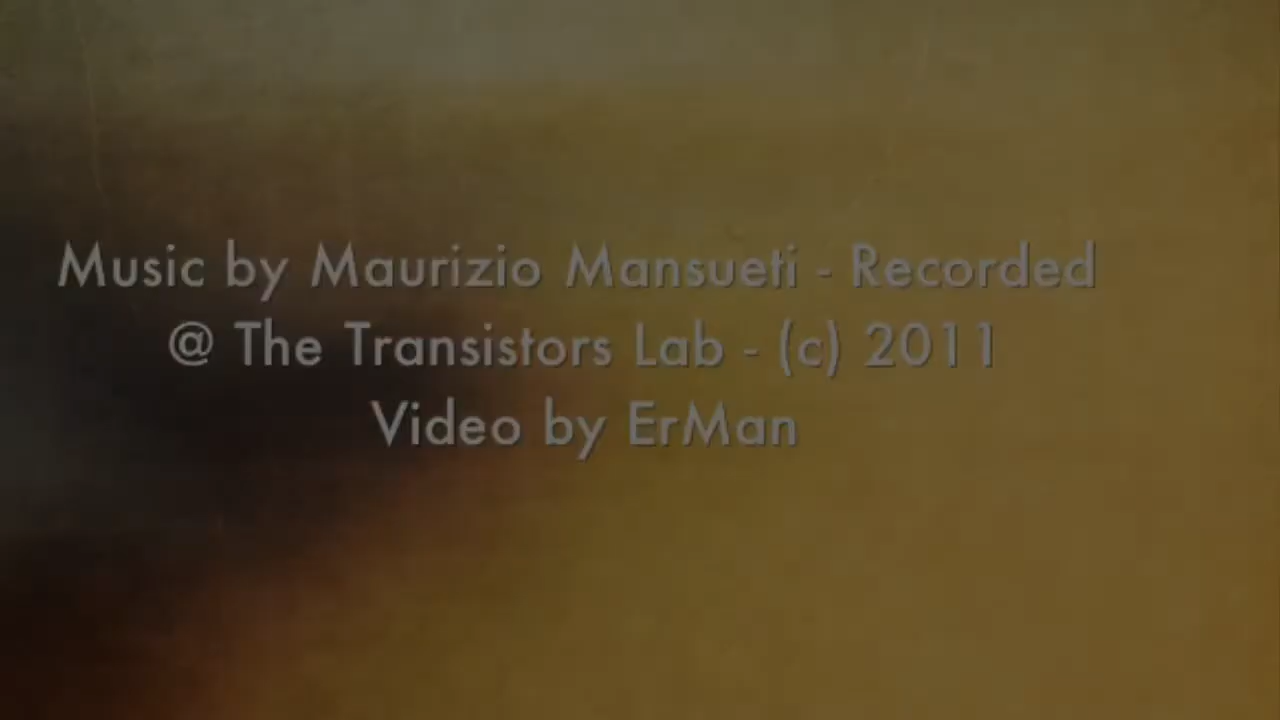 Music by Maurizio Mansueti - Recorded
@ The Transistors Lab - (c) 2011
Video by ErMan